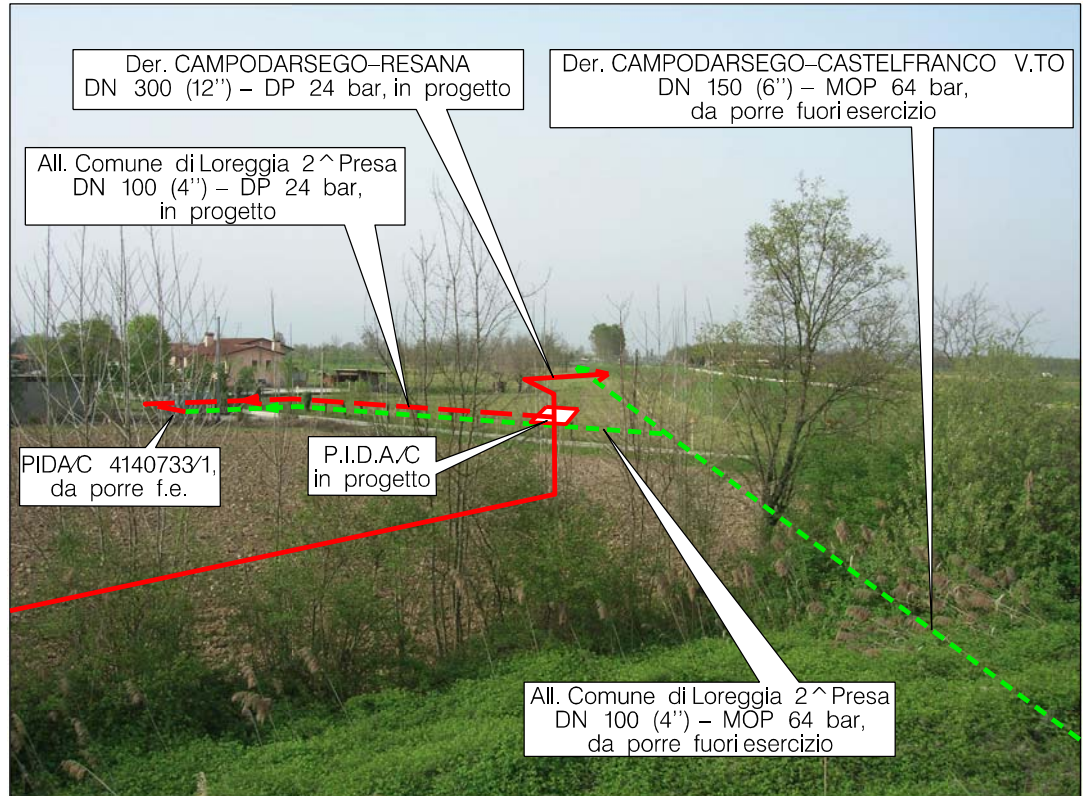 Der. CAMPODARSEGO–RESANA
DN 300 (12'') – DP 24 bar, in progetto
Der. CAMPODARSEGO–CASTELFRANCO V.TO
DN 150 (6'') – MOP 64 bar,
da porre fuori esercizio
All. Comune di Loreggia 2^Presa
DN 100 (4'') – DP 24 bar,
in progetto
PIDA/C 4140733/1,
da porre f.e.
P.I.D.A./C
in progetto
All. Comune di Loreggia 2^Presa
DN 100 (4'') – MOP 64 bar,
da porre fuori esercizio